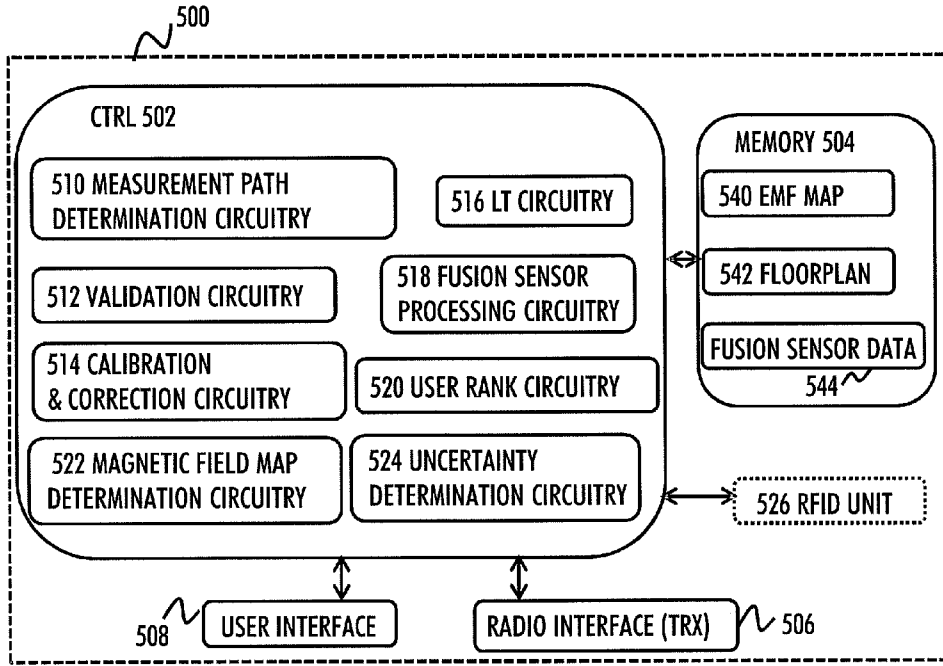 500
CTRL 502
510 MEASUREMENT PATH
DETERMINATION CIRCUITRY
516 LT CIRCUITRY
512 VALIDATION CIRCUITRY
518 FUSION SENSOR
PROCESSING CIRCUITRY
514 CALIBRATION
& CORRECTION CIRCUITRY
520 USER RANK CIRCUITRY
522 MAGNETIC FIELD MAP
DETERMINATION CIRCUITRY
524 UNCERTAINTY
DETERMINATION CIRCUITRY
MEMORY 504
540 EMF MAP
542 FLOORPLAN
FUSION SENSOR DATA
544
526 RFID UNIT
508
USER INTERFACE
RADIO INTERFACE (TRX)
506